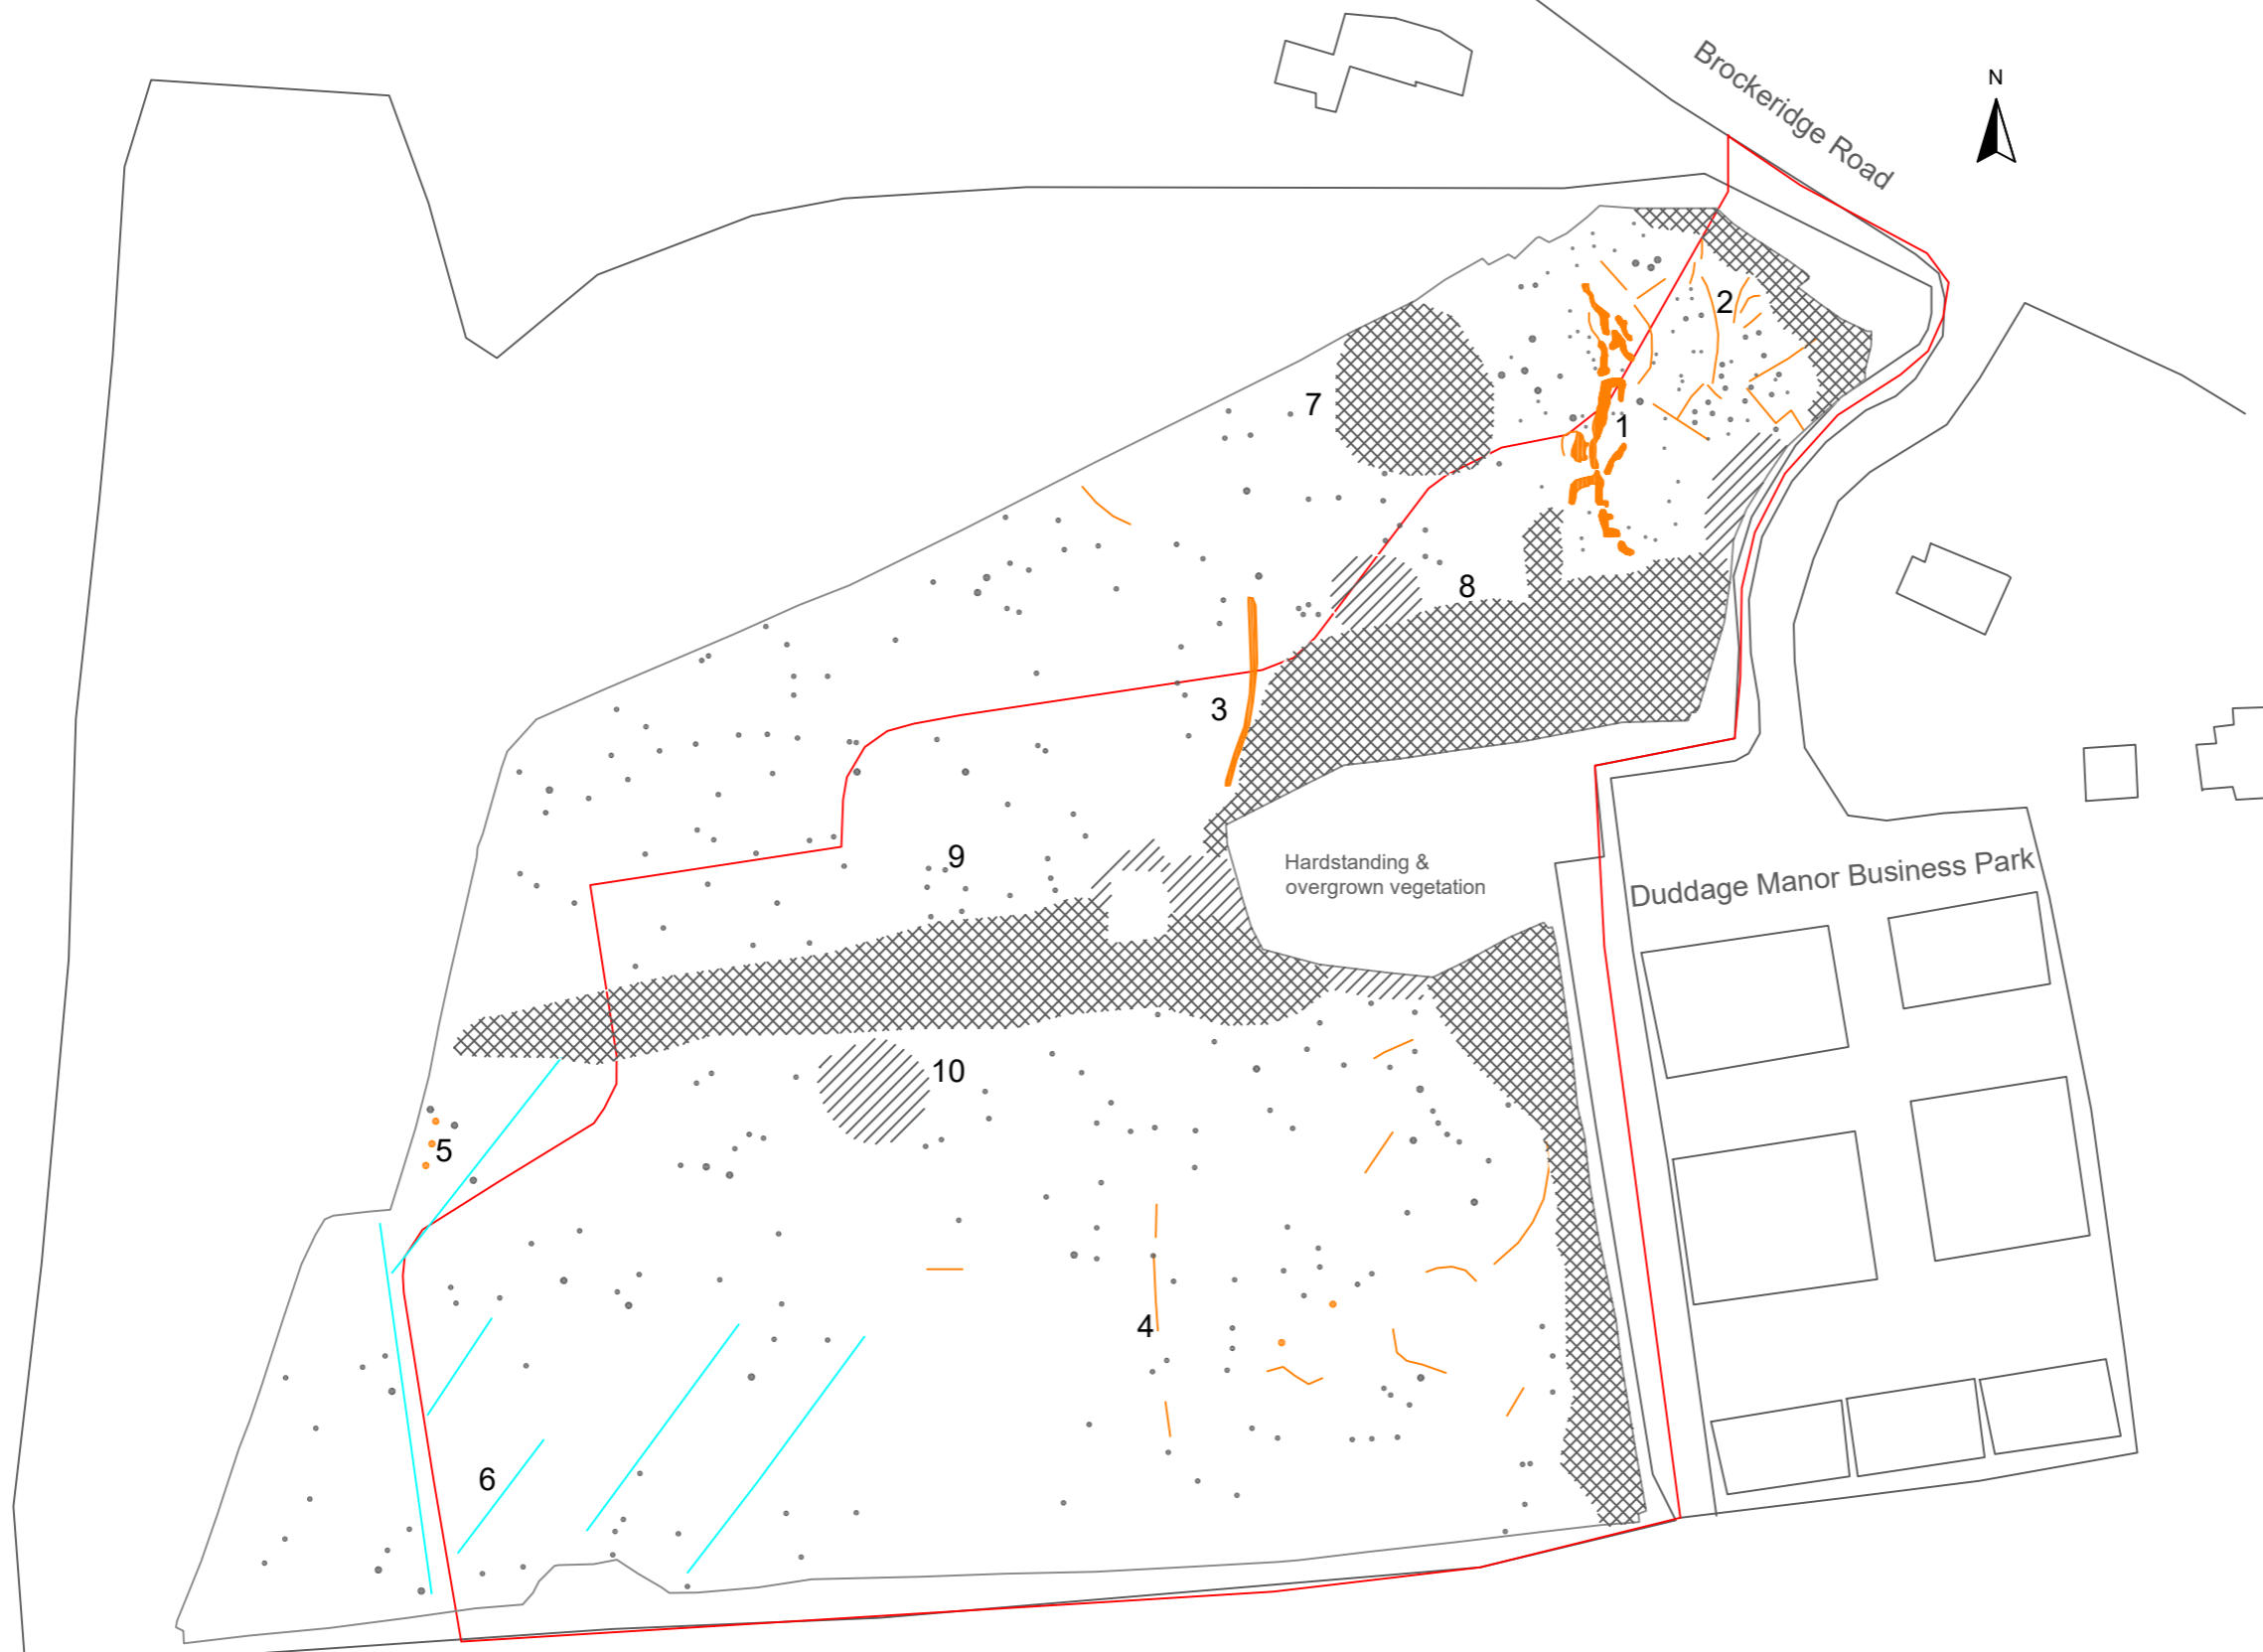 Brockeridge Road
N
2
7
1
8
3
Hardstanding &
overgrown vegetation
9
Duddage Manor Business Park
10
5
4
6